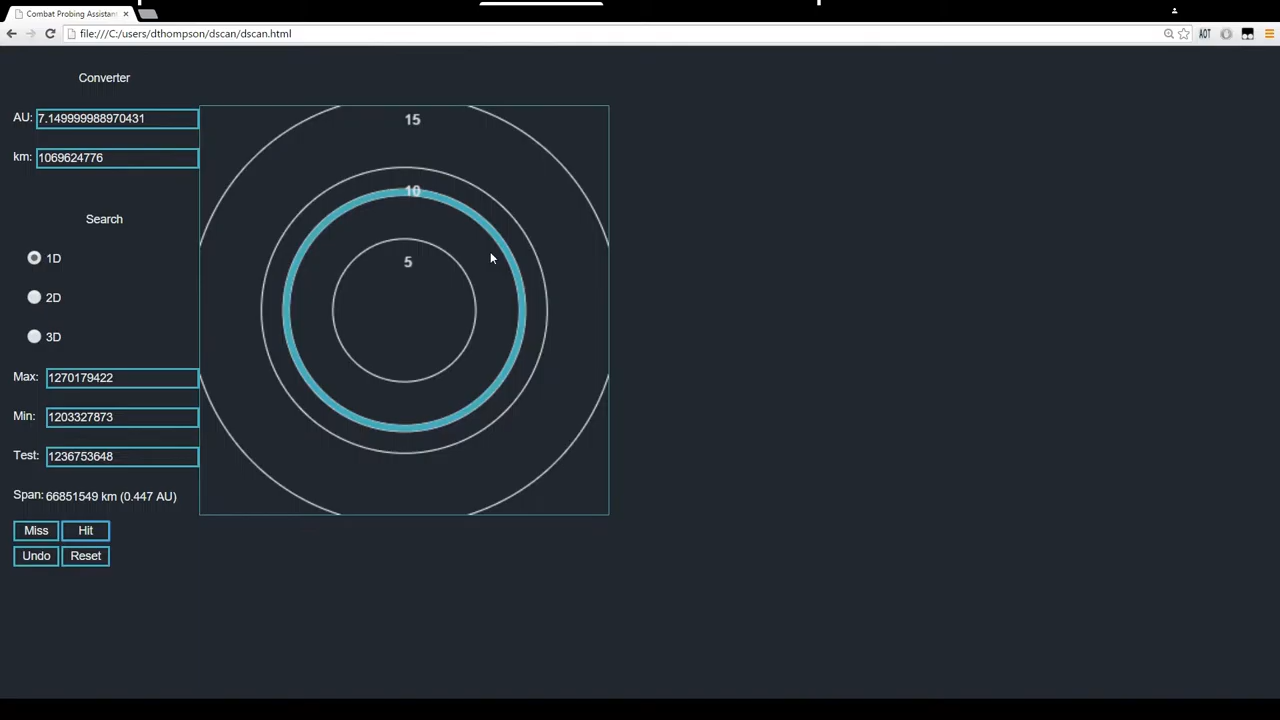 Combat Probing Assistan
file:///C:/users/dthompson/dscan/dscan.html
AOT
Converter
AU: 7.149999988970431
km: 1069624776
Search
1D
2D
3D
Max: 1270179422
Min: 1203327873
Test: 1236753648
Span: 66851549 km (0.447 AU)
Miss Hit
Undo Reset
15
10
5